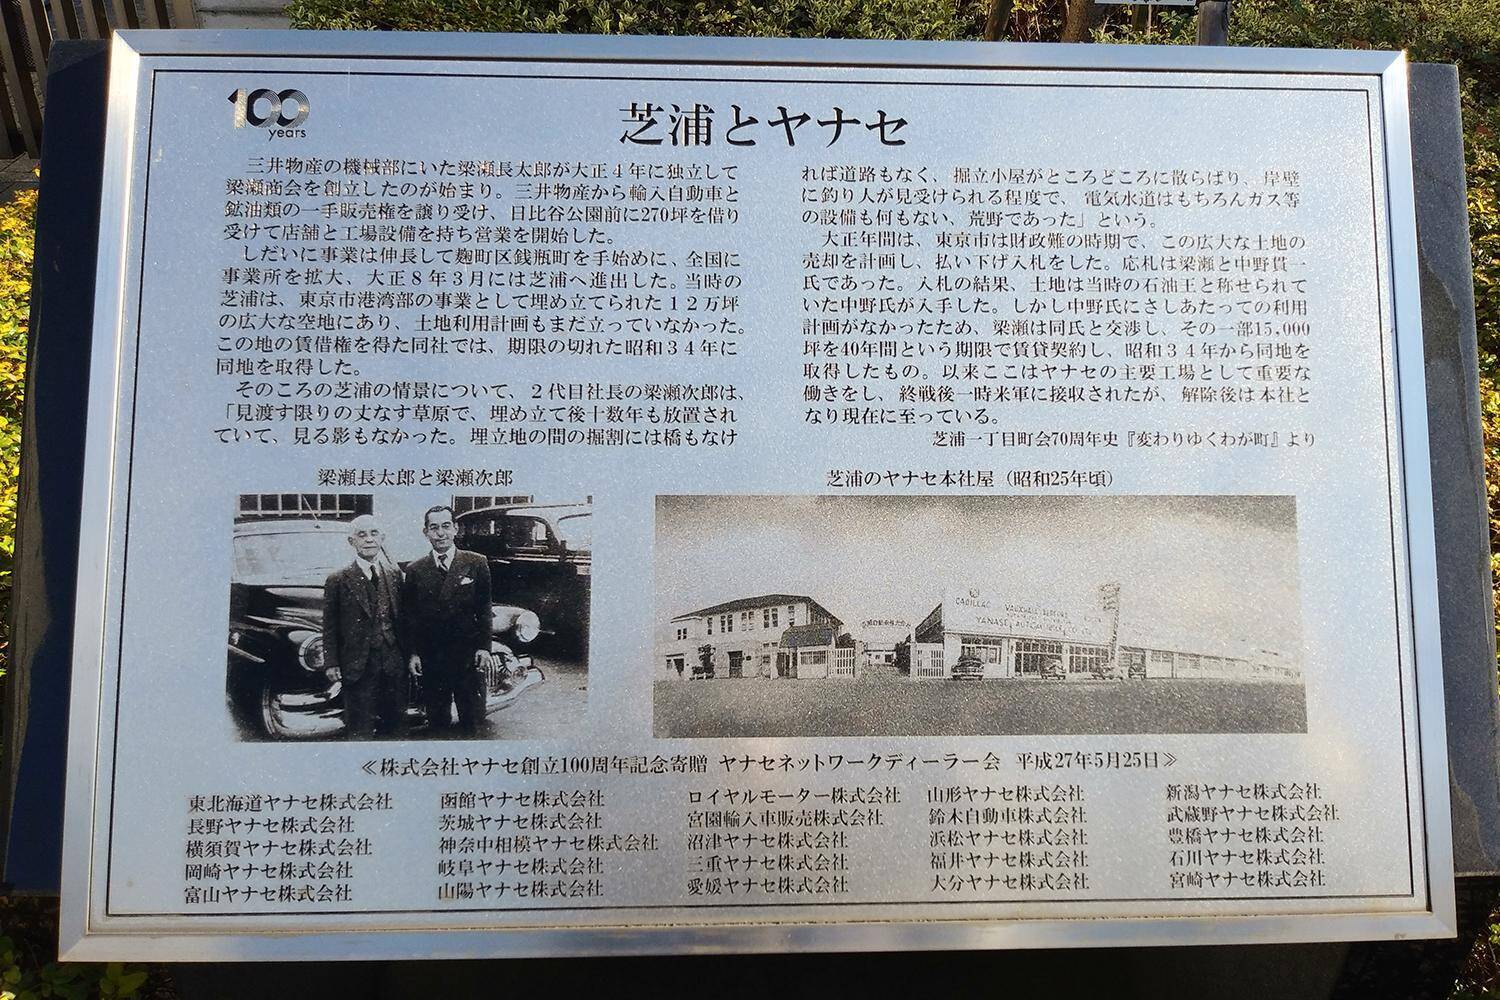 100
years
芝浦とヤナセ
三井物産の機械部にいた梁瀬長太郎が大正4年に独立して
梁瀬商会を創立したのが始まり。三井物産から輸入自動車と
鉱油類の一手販売権を譲り受け、日比谷公園前に270坪を借り
受けて店舗と工場設備を持ち営業を開始した。
しだいに事業は伸長して麹町区銭瓶町を手始めに、全国に
事業所を拡大、大正8年3月には芝浦へ進出した。当時の
芝浦は、東京市港湾部の事業として埋め立てられた12万坪
の広大な空地にあり、土地利用計画もまだ立っていなかった。
この地の賃借権を得た同社では、期限の切れた昭和34年に
同地を取得した。
そのころの芝浦の情景について、2代目社長の梁瀬次郎は、
「見渡す限りの丈なす草原で、埋め立て後十数年も放置され
ていて、見る影もなかった。埋立地の間の掘割には橋もなけ
れば道路もなく、掘立小屋がところどころに散らばり、岸壁
に釣り人が見受けられる程度で、電気水道はもちろんガス等
の設備も何もない、荒野であった」という。
大正年間は、東京市は財政難の時期で、この広大な土地の
売却を計画し、払い下げ入札をした。応札は梁瀬と中野貫一
氏であった。入札の結果、土地は当時の石油王と称せられて
いた中野氏が入手した。しかし中野氏にさしあたっての利用
計画がなかったため、梁瀬は同氏と交渉し、その一部15,000
坪を40年間という期限で賃貸契約し、昭和34年から同地を
取得したもの。以来ここはヤナセの主要工場として重要な
働きをし、終戦後一時米軍に接収されたが、解除後は本社と
なり現在に至っている。
芝浦一丁目町会70周年史『変わりゆくわが町』より
梁瀬長太郎と梁瀬次郎
芝浦のヤナセ本社屋（昭和25年頃）
CADILLAC VAUXHALL
YANASE AUTOMOBILE
≪株式会社ヤナセ創立100周年記念寄贈 ヤナセネットワークディーラー会 平成27年5月25日≫
東北海道ヤナセ株式会社 函館ヤナセ株式会社 ロイヤルモーター株式会社 山形ヤナセ株式会社 新潟ヤナセ株式会社
長野ヤナセ株式会社 茨城ヤナセ株式会社 宮園輸入車販売株式会社 鈴木自動車株式会社 武蔵野ヤナセ株式会社
横須賀ヤナセ株式会社 神奈中相模ヤナセ株式会社 沼津ヤナセ株式会社 浜松ヤナセ株式会社 豊橋ヤナセ株式会社
岡崎ヤナセ株式会社 岐阜ヤナセ株式会社 三重ヤナセ株式会社 福井ヤナセ株式会社 石川ヤナセ株式会社
富山ヤナセ株式会社 山陽ヤナセ株式会社 愛媛ヤナセ株式会社 大分ヤナセ株式会社 宮崎ヤナセ株式会社